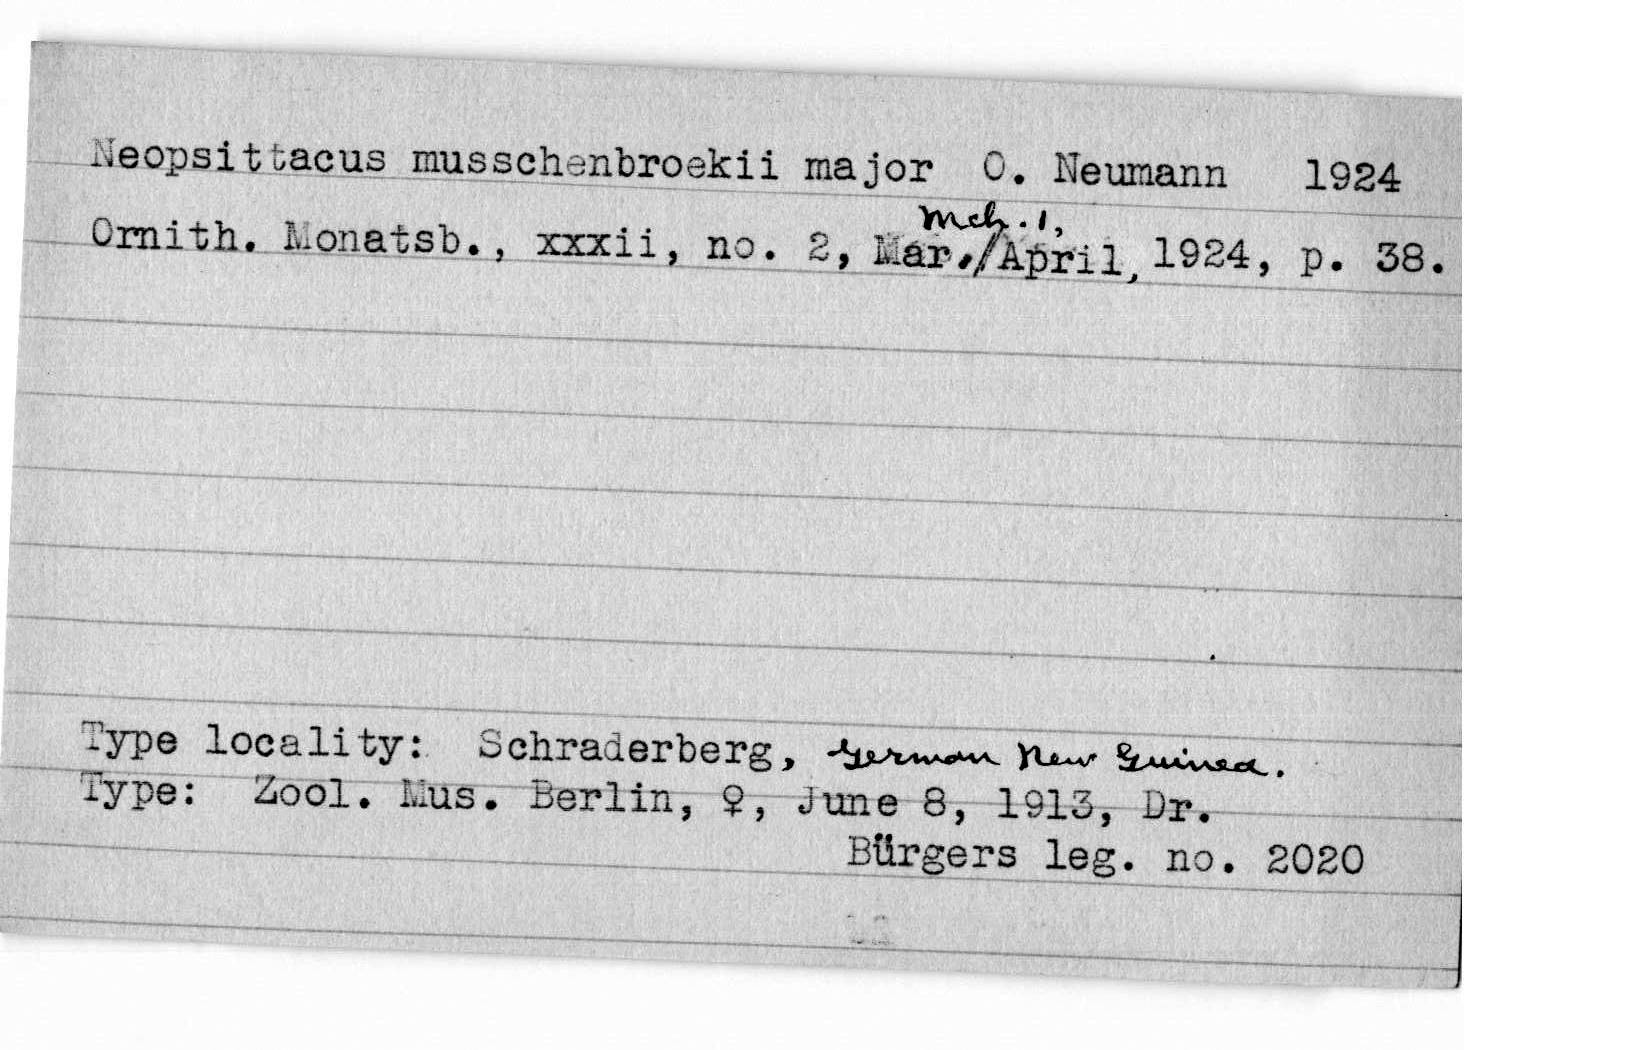 Neopsittacus musschenbroekii major O. Neumann 1924
Mch. 1,
Ornith. Monatsb., xxxii, no. 2, Mar./April, 1924, p. 38.
Type locality: Schraderberg, German New Guinea.
Type: Zool. Mus. Berlin, ♀, June 8, 1913, Dr.
Bürgers leg. no. 2020